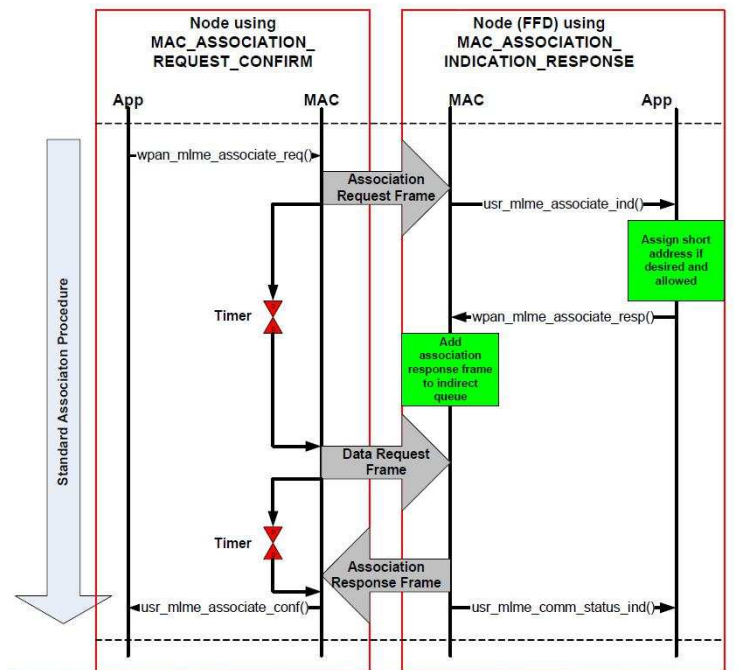 Node using
MAC_ASSOCIATION_
REQUEST_CONFIRM
Node (FFD) using
MAC_ASSOCIATION_
INDICATION_RESPONSE
App
MAC
MAC
App
wpan_mlme_associate_req()
Association
Request Frame
usr_mlme_associate_ind()
Assign short
address if
desired and
allowed
Timer
wpan_mlme_associate_resp()
Add
association
response frame
to indirect
queue
Standard Associaton Procedure
Data Request
Frame
Timer
Association
Response Frame
usr_mlme_associate_conf()
usr_mlme_comm_status_ind()